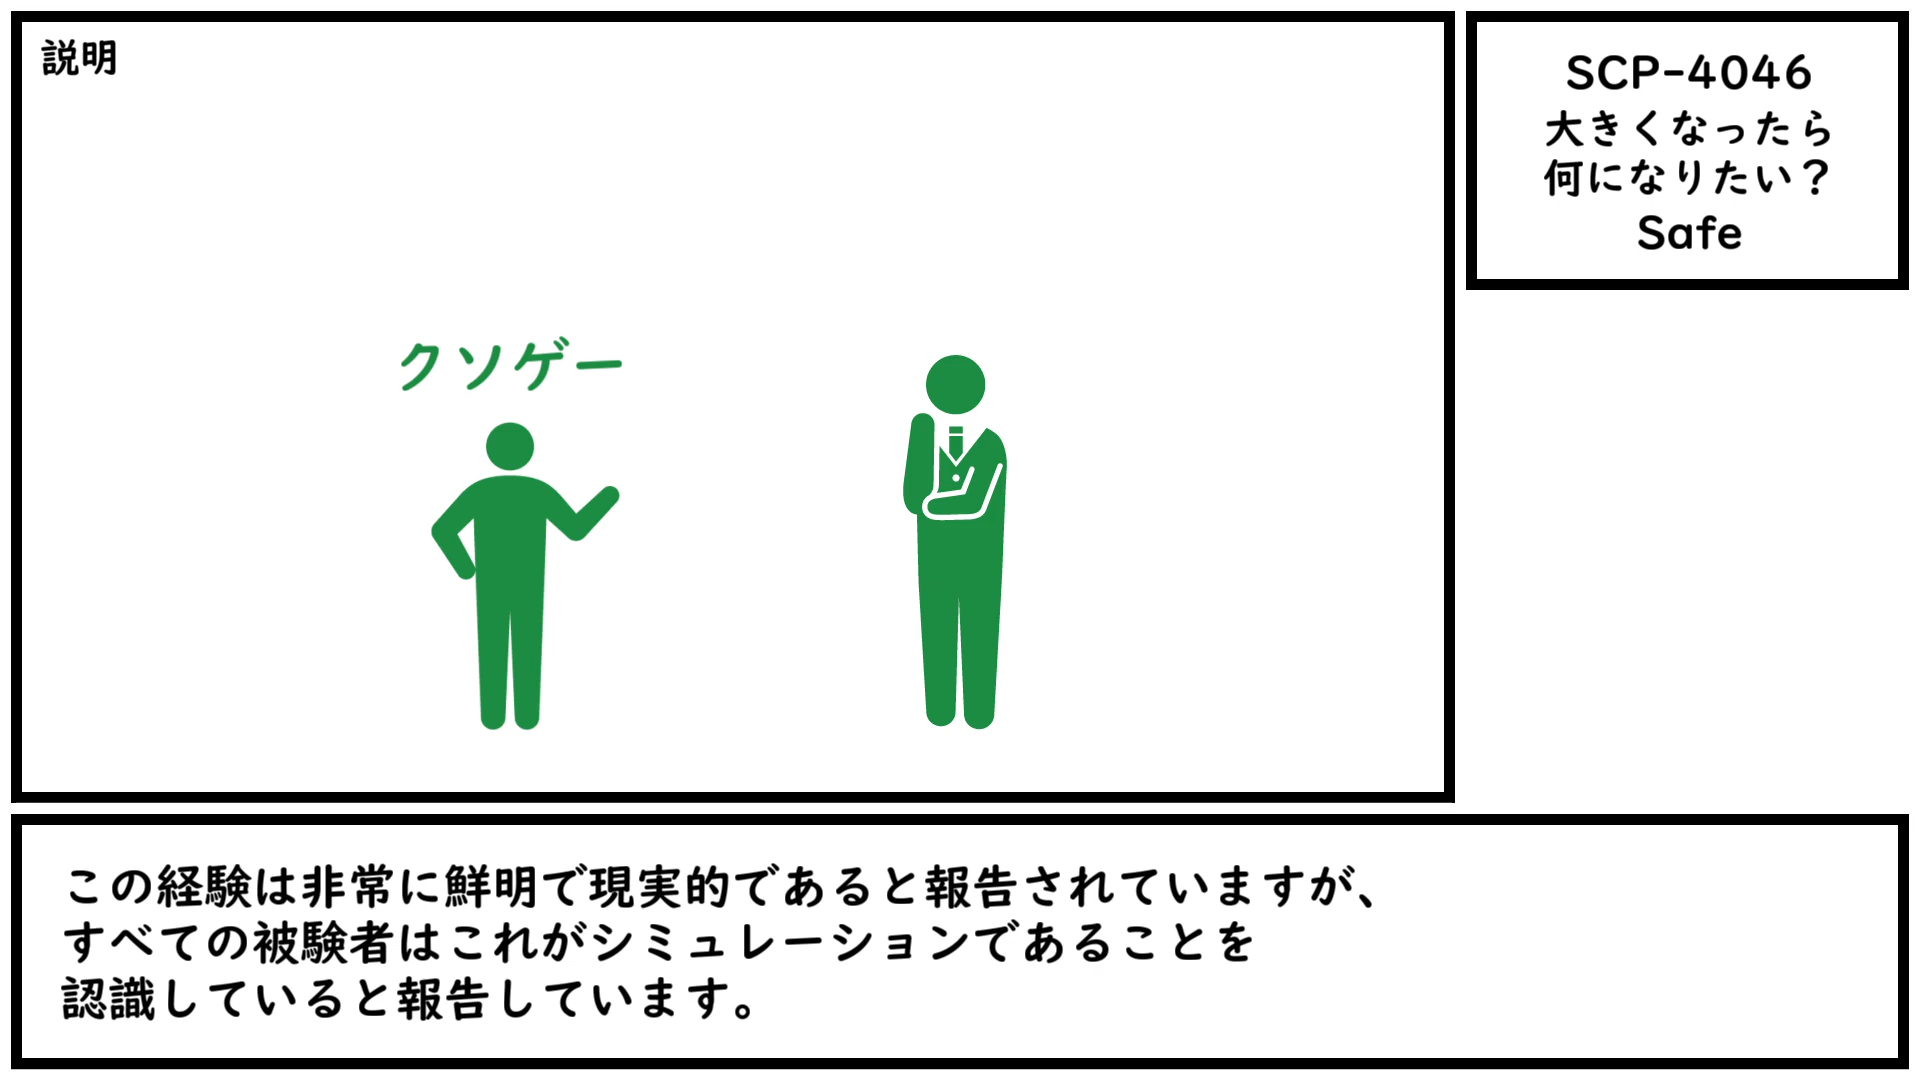 説明
SCP-4046
大きくなったら
何になりたい？
Safe
クソゲー
この経験は非常に鮮明で現実的であると報告されていますが、
すべての被験者はこれがシミュレーションであることを
認識していると報告しています。